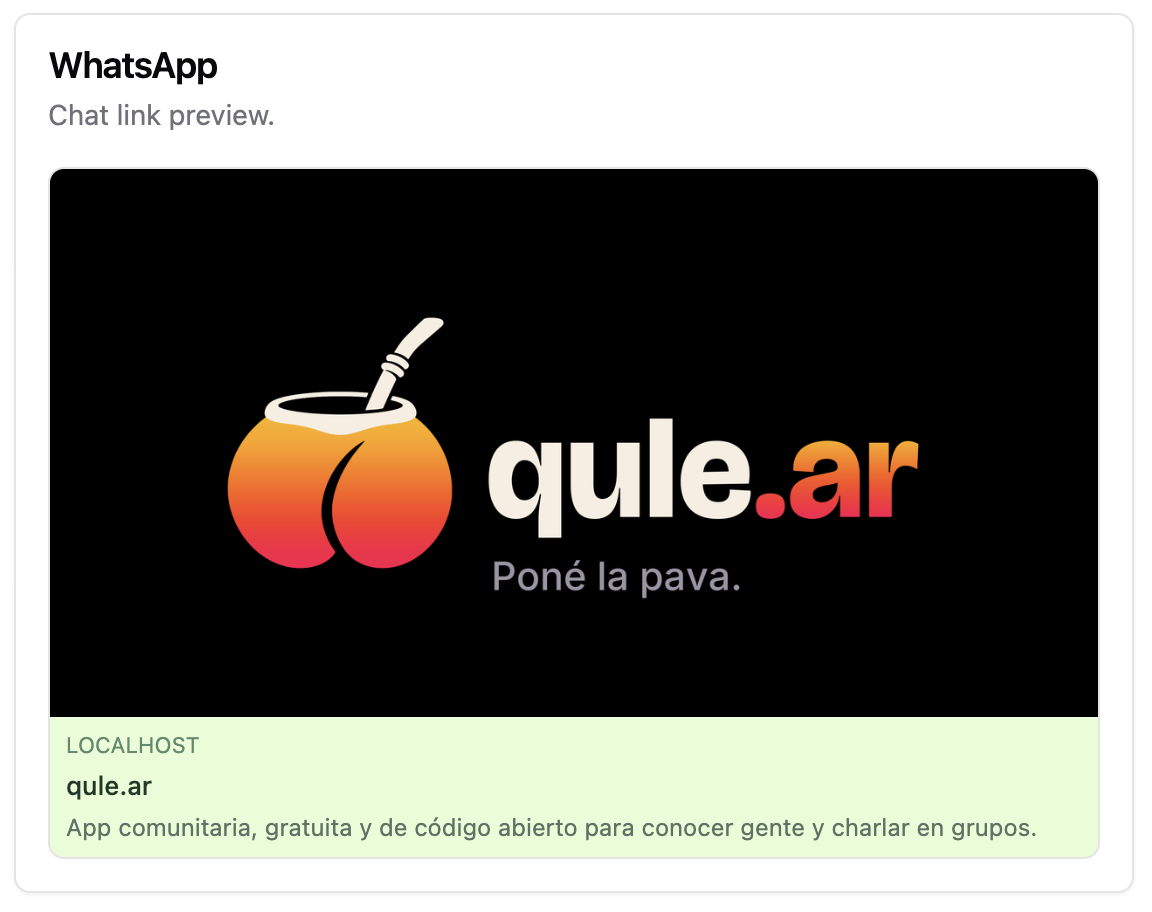 WhatsApp
Chat link preview.
qule.ar
Poné la pava.
LOCALHOST
qule.ar
App comunitaria, gratuita y de código abierto para conocer gente y charlar en grupos.